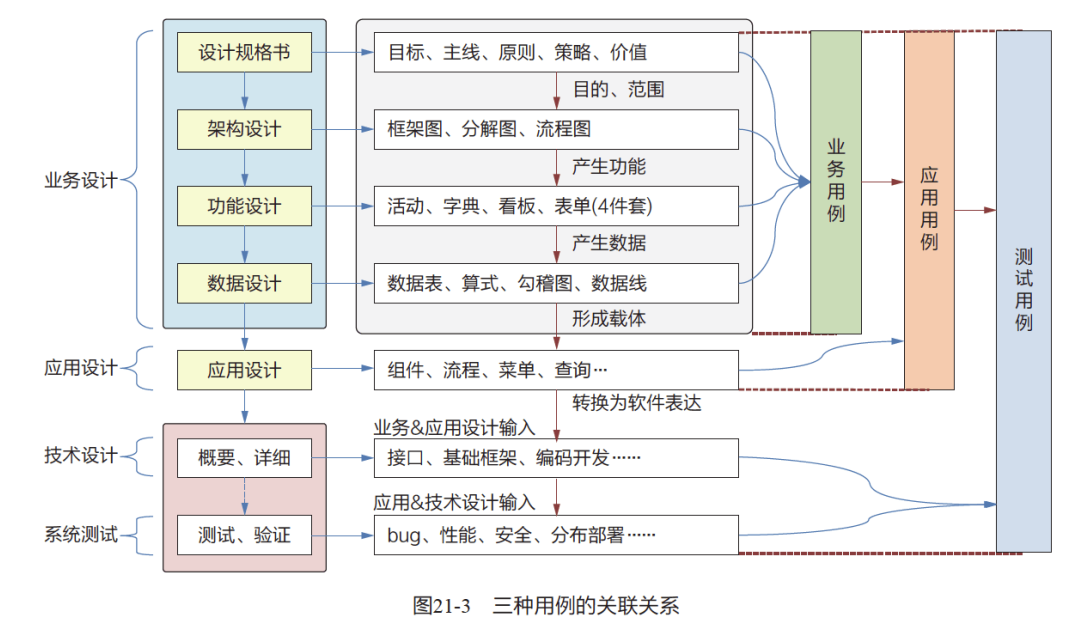 业务设计
设计规格书
目标、主线、原则、策略、价值
目的、范围
架构设计
框架图、分解图、流程图
产生功能
功能设计
活动、字典、看板、表单(4件套)
产生数据
数据设计
数据表、算式、勾稽图、数据线
形成载体
应用设计
应用设计
组件、流程、菜单、查询…
转换为软件表达
业务&应用设计输入
技术设计
概要、详细
接口、基础框架、编码开发……
应用&技术设计输入
系统测试
测试、验证
bug、性能、安全、分布部署……
业务用例
应用用例
测试用例
图21-3 三种用例的关联关系